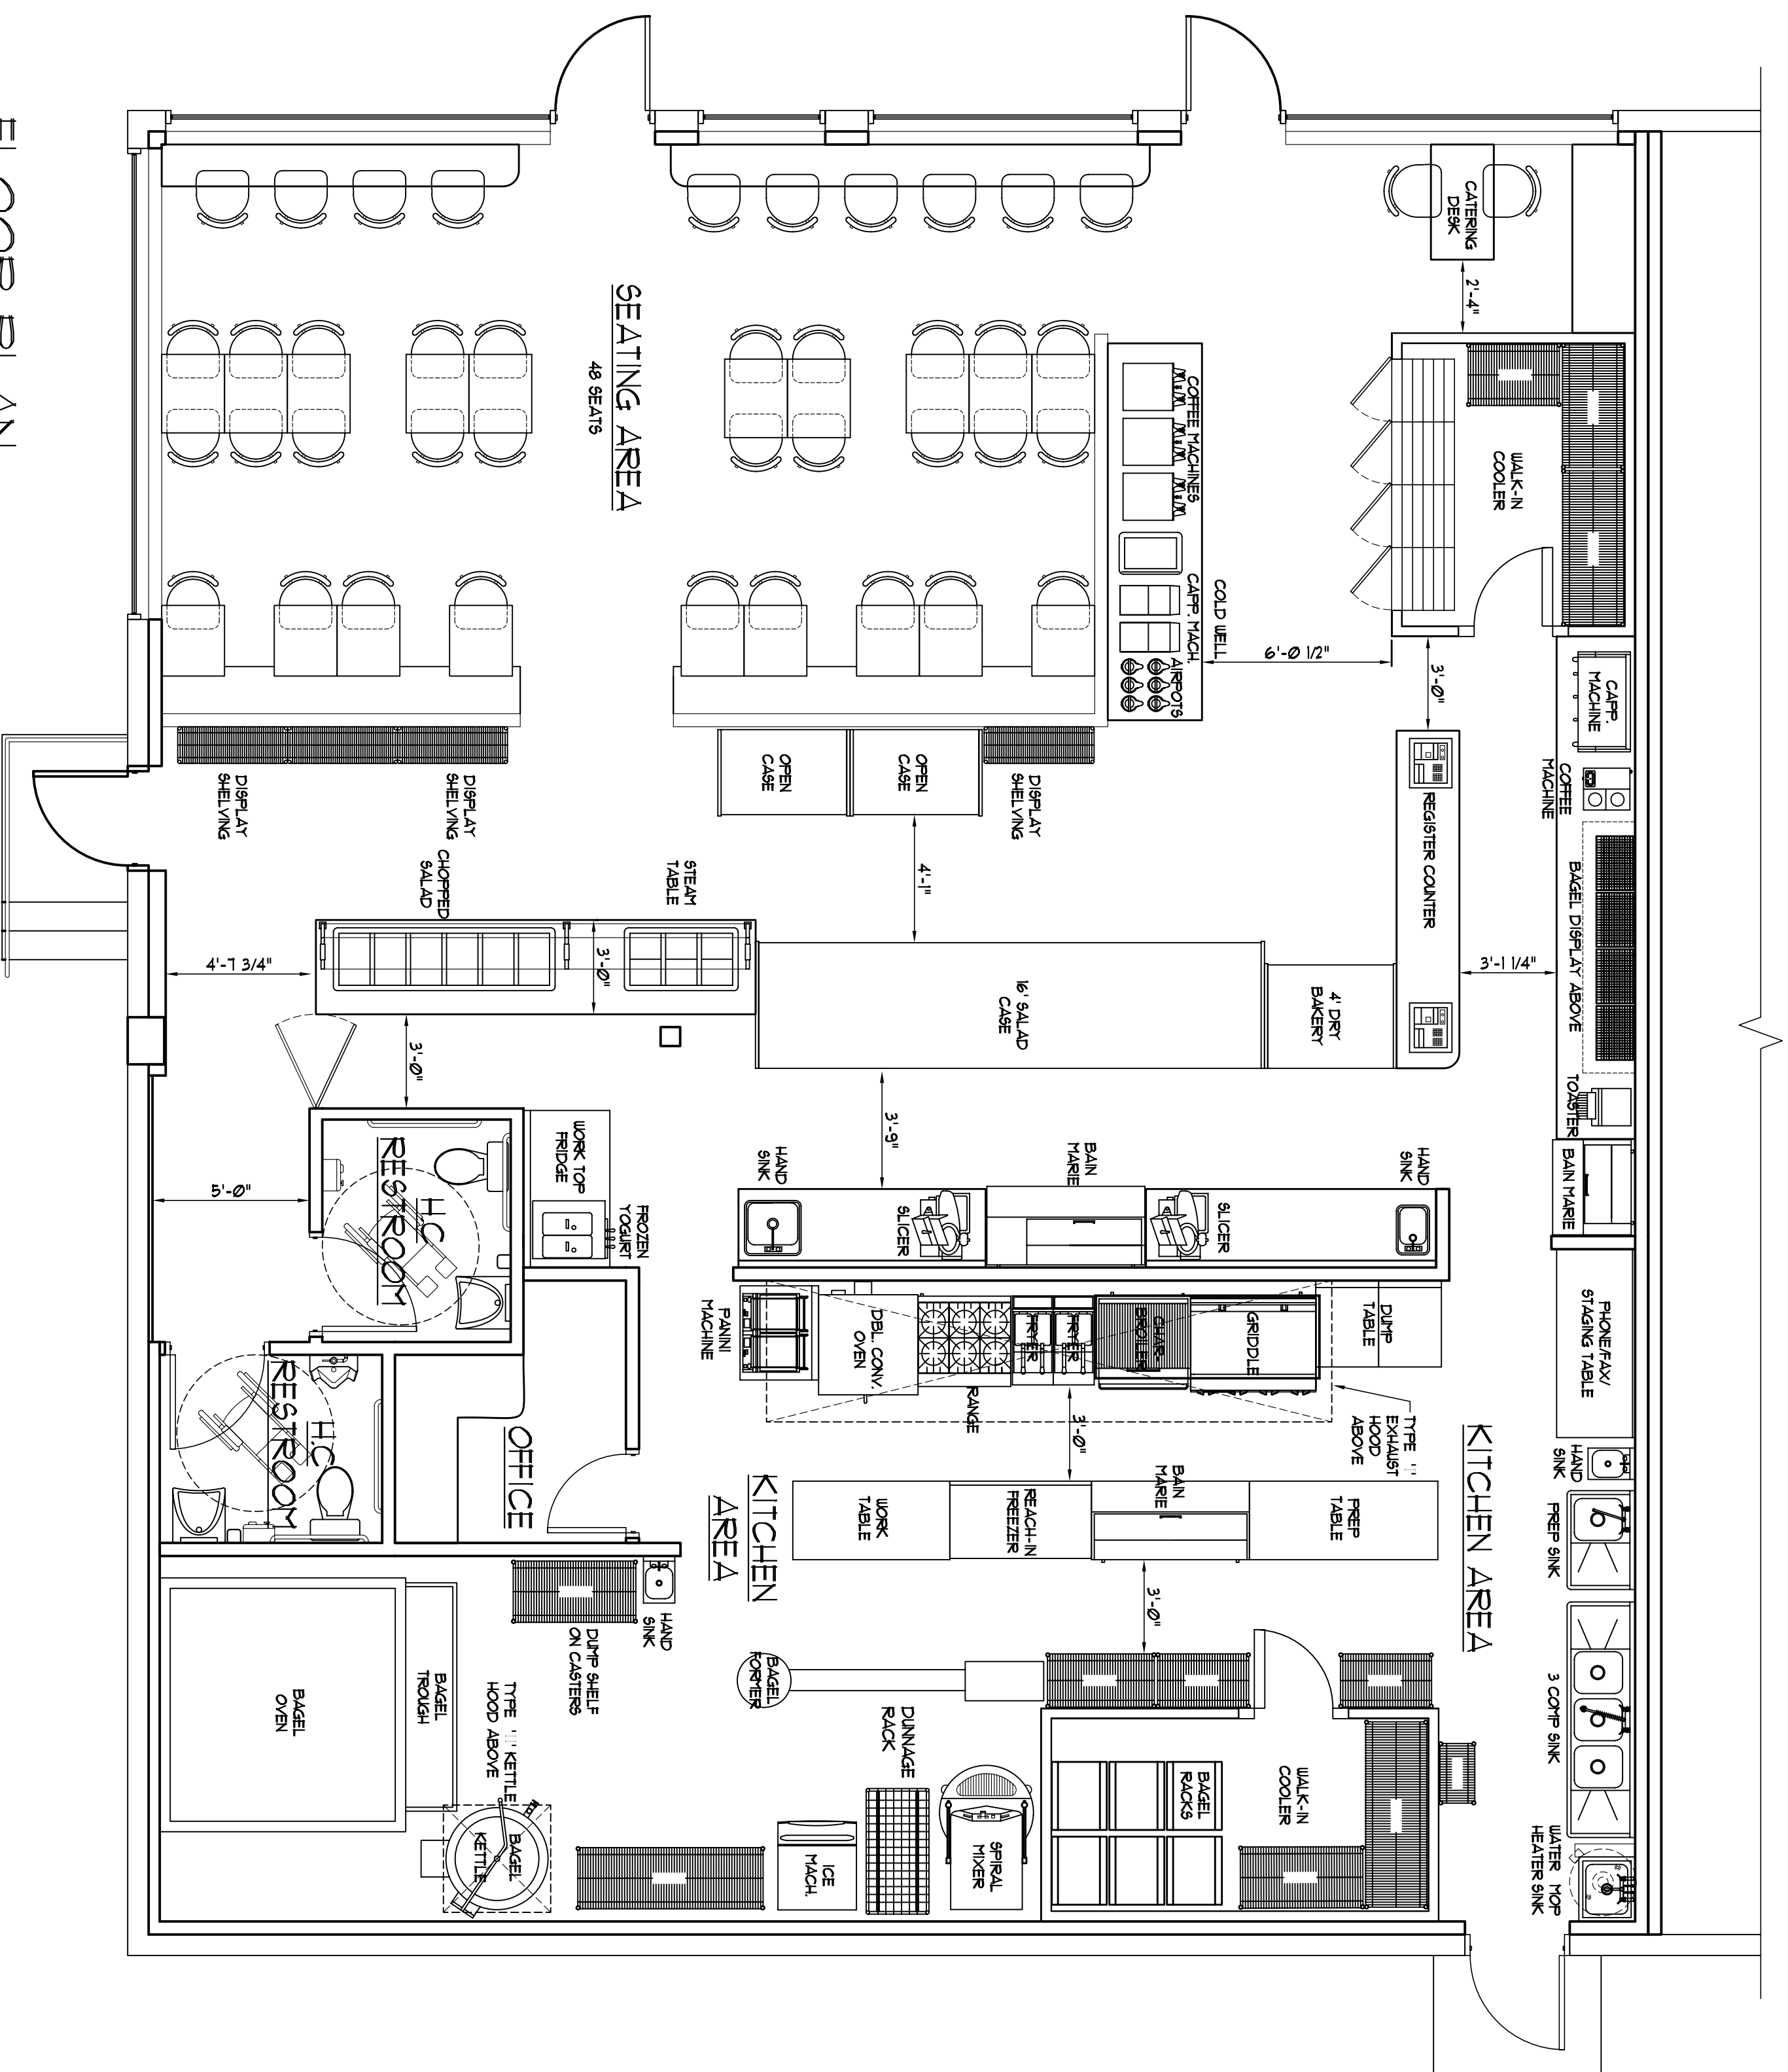 FLOOR PLAN
SEATING AREA
48 SEATS
CATERING
DESK
2'-4"
WALK-IN
COOLER
COFFEE MACHINES
CAPP. MACH.
COLD WELL
AIRPOTS
6'-0 1/2"
3'-0"
CAPP.
MACHINE
COFFEE
MACHINE
REGISTER COUNTER
BAGEL DISPLAY ABOVE
3'-1 1/4"
TOASTER
BAIN MARIE
DISPLAY
SHELVING
DISPLAY
SHELVING
OPEN
CASE
OPEN
CASE
DISPLAY
SHELVING
4'-1"
CHOPPED
SALAD
STEAM
TABLE
3'-0"
4'-7 3/4"
16' SALAD
CASE
4' DRY
BAKERY
3'-0"
3'-9"
5'-0"
H.C.
RESTROOM
WORK TOP
FRIDGE
FROZEN
YOGURT
HAND
SINK
SLICER
BAIN
MARIE
SLICER
HAND
SINK
PHONE/FAX/
STAGING TABLE
PANINI
MACHINE
DBL. CONV.
OVEN
RANGE
FRYER
FRYER
CHAR-
BROILER
GRIDDLE
DUMP
TABLE
TYPE "I"
EXHAUST
HOOD
ABOVE
3'-0"
H.C.
RESTROOM
OFFICE
KITCHEN
AREA
KITCHEN AREA
HAND
SINK
PREP SINK
WORK
TABLE
REACH-IN
FREEZER
BAIN
MARIE
PREP
TABLE
3'-0"
HAND
SINK
DUMP SHELF
ON CASTERS
BAGEL
FORMER
3 COMP SINK
BAGEL
OVEN
BAGEL
TROUGH
TYPE "II" KETTLE
HOOD ABOVE
BAGEL
KETTLE
DUNNAGE
RACK
ICE
MACH.
SPIRAL
MIXER
BAGEL
RACKS
WALK-IN
COOLER
WATER
HEATER
MOP
SINK